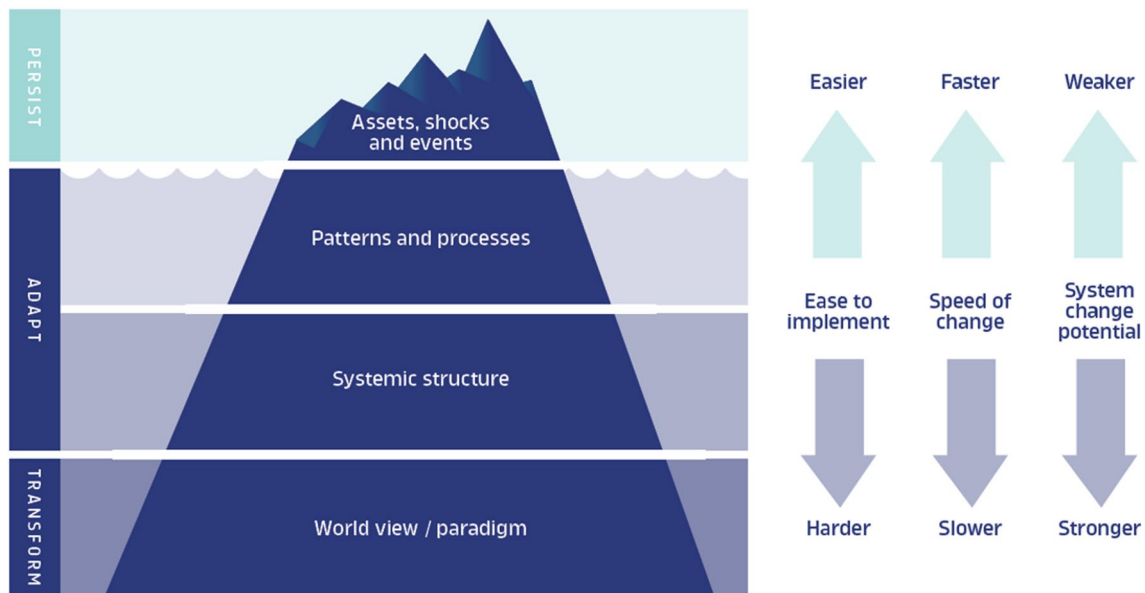 PERSIST
Assets, shocks
and events
ADAPT
Patterns and processes
Systemic structure
TRANSFORM
World view / paradigm
Easier
Faster
Weaker
Ease to
implement
Speed of
change
System
change
potential
Harder
Slower
Stronger